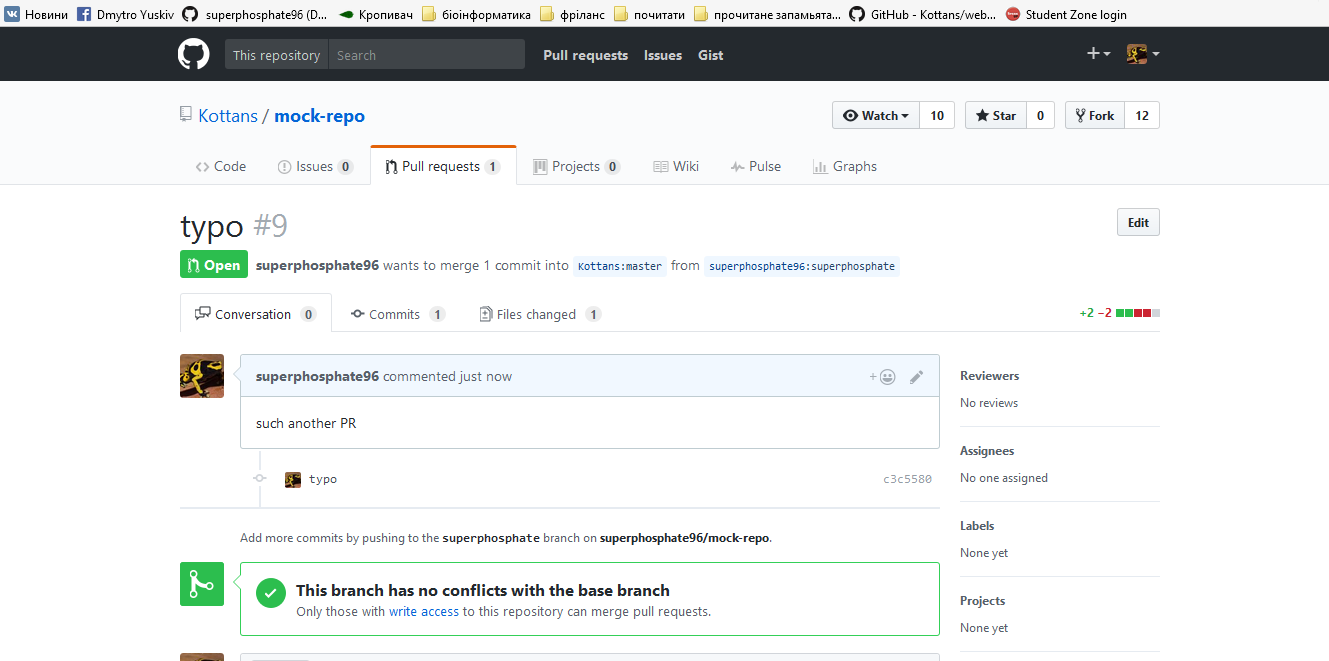 Новини Dmytro Yuskiv superphosphate96 (D... Кропивач біоінформатика фріланс почитати прочитане запамьята... GitHub - Kottans/web... Student Zone login
This repository Search Pull requests Issues Gist
Kottans / mock-repo Watch 10 Star 0 Fork 12
Code Issues 0 Pull requests 1 Projects 0 Wiki Pulse Graphs
typo #9 Edit
Open superphosphate96 wants to merge 1 commit into Kottans:master from superphosphate96:superphosphate
Conversation 0 Commits 1 Files changed 1 +2 −2
superphosphate96 commented just now
such another PR
typo c3c5580
Add more commits by pushing to the superphosphate branch on superphosphate96/mock-repo.
This branch has no conflicts with the base branch
Only those with write access to this repository can merge pull requests.
Reviewers
No reviews
Assignees
No one assigned
Labels
None yet
Projects
None yet